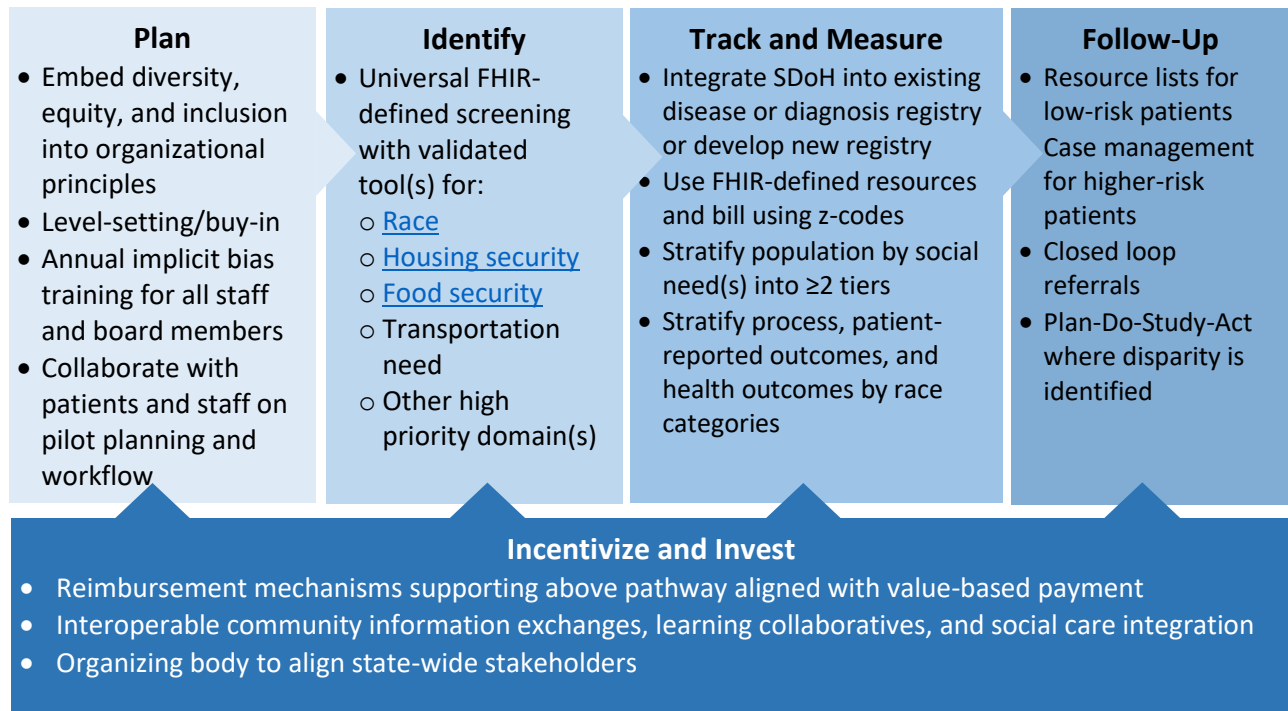 Plan
• Embed diversity,
equity, and inclusion
into organizational
principles
• Level-setting/buy-in
• Annual implicit bias
training for all staff
and board members
• Collaborate with
patients and staff on
pilot planning and
workflow
Identify
• Universal FHIR-
defined screening
with validated
tool(s) for:
o Race
o Housing security
o Food security
o Transportation
need
o Other high
priority domain(s)
Track and Measure
• Integrate SDoH into existing
disease or diagnosis registry
or develop new registry
• Use FHIR-defined resources
and bill using z-codes
• Stratify population by social
need(s) into ≥2 tiers
• Stratify process, patient-
reported outcomes, and
health outcomes by race
categories
Follow-Up
• Resource lists for
low-risk patients
Case management
for higher-risk
patients
• Closed loop
referrals
• Plan-Do-Study-Act
where disparity is
identified
Incentivize and Invest
• Reimbursement mechanisms supporting above pathway aligned with value-based payment
• Interoperable community information exchanges, learning collaboratives, and social care integration
• Organizing body to align state-wide stakeholders